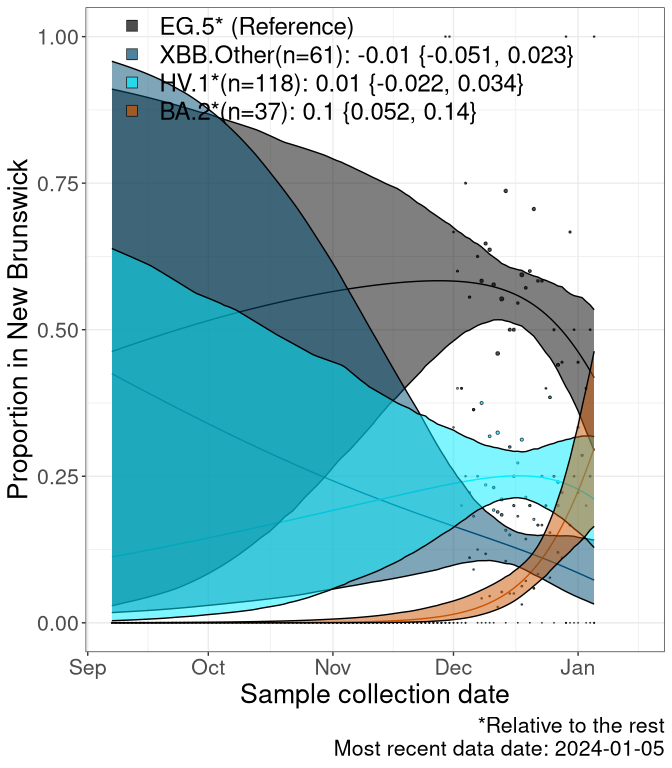 EG.5* (Reference)
XBB.Other(n=61): -0.01 {-0.051, 0.023}
HV.1*(n=118): 0.01 {-0.022, 0.034}
BA.2*(n=37): 0.1 {0.052, 0.14}
Proportion in New Brunswick
1.00
0.75
0.50
0.25
0.00
Sep Oct Nov Dec Jan
Sample collection date
*Relative to the rest
Most recent data date: 2024-01-05